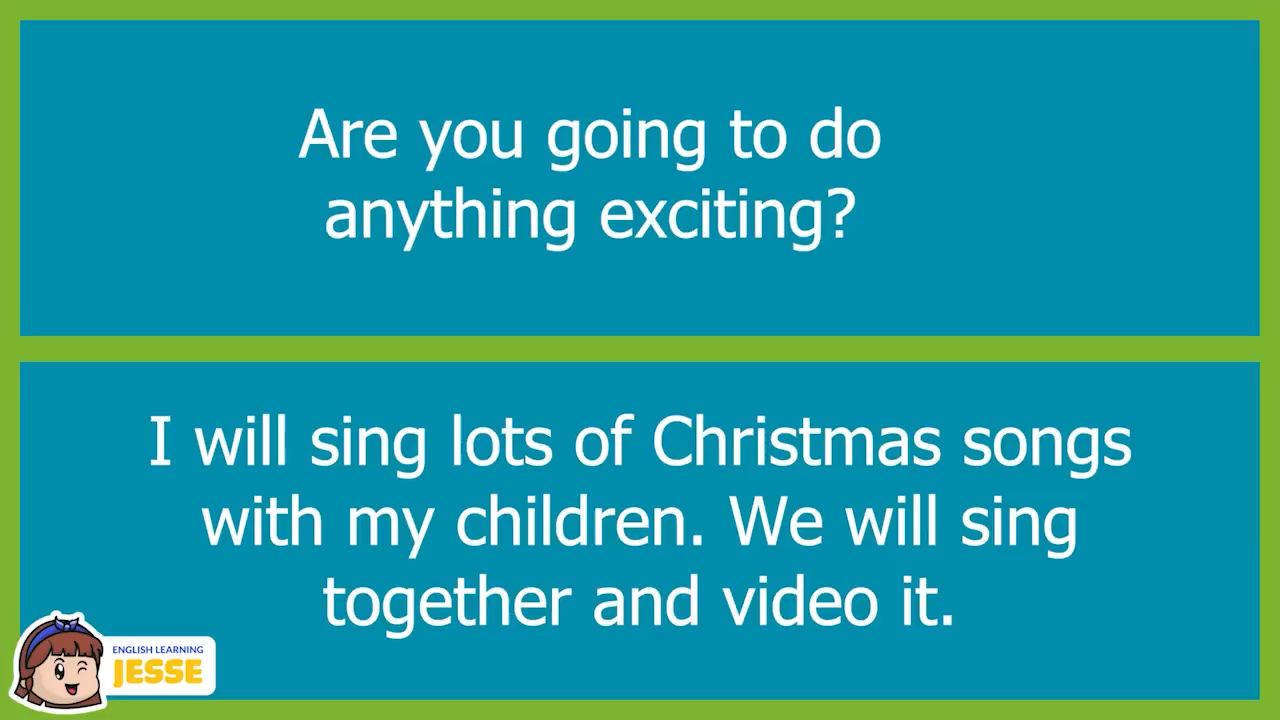 Are you going to do
anything exciting?
I will sing lots of Christmas songs
with my children. We will sing
together and video it.
ENGLISH LEARNING
JESSE